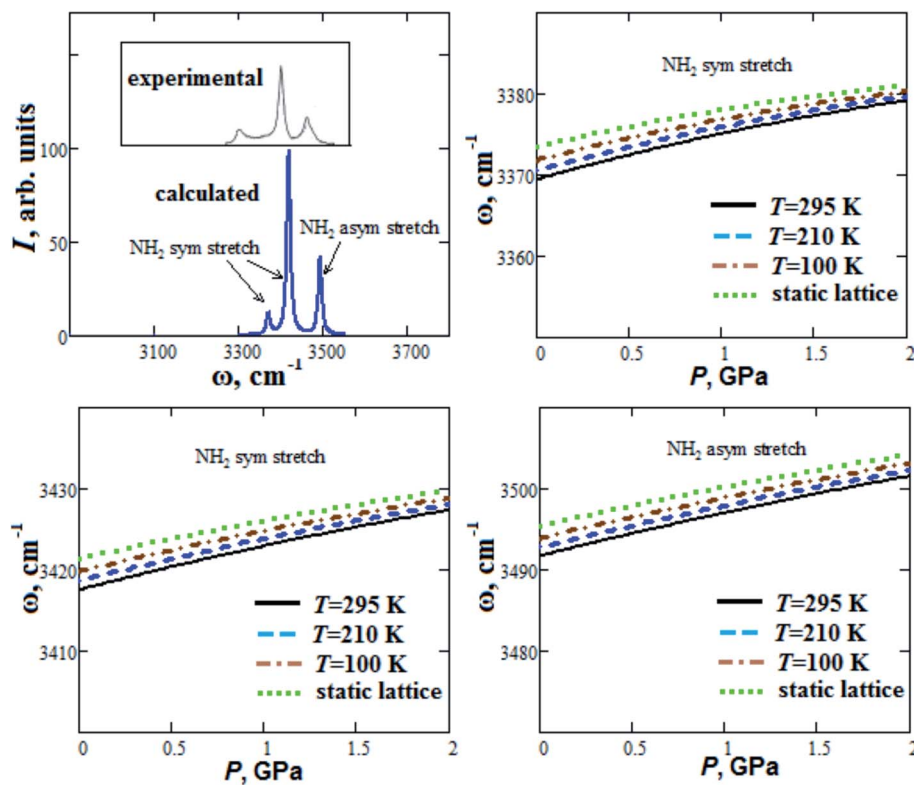 experimental
calculated
NH2 sym stretch
NH2 asym stretch
I, arb. units
100
50
0
3100
3300
3500
3700
ω, cm-1
NH2 sym stretch
ω, cm-1
3380
3370
3360
T=295 K
T=210 K
T=100 K
static lattice
0
0.5
1
1.5
2
P, GPa
NH2 sym stretch
ω, cm-1
3430
3420
3410
T=295 K
T=210 K
T=100 K
static lattice
0
0.5
1
1.5
2
P, GPa
NH2 asym stretch
ω, cm-1
3500
3490
3480
T=295 K
T=210 K
T=100 K
static lattice
0
0.5
1
1.5
2
P, GPa